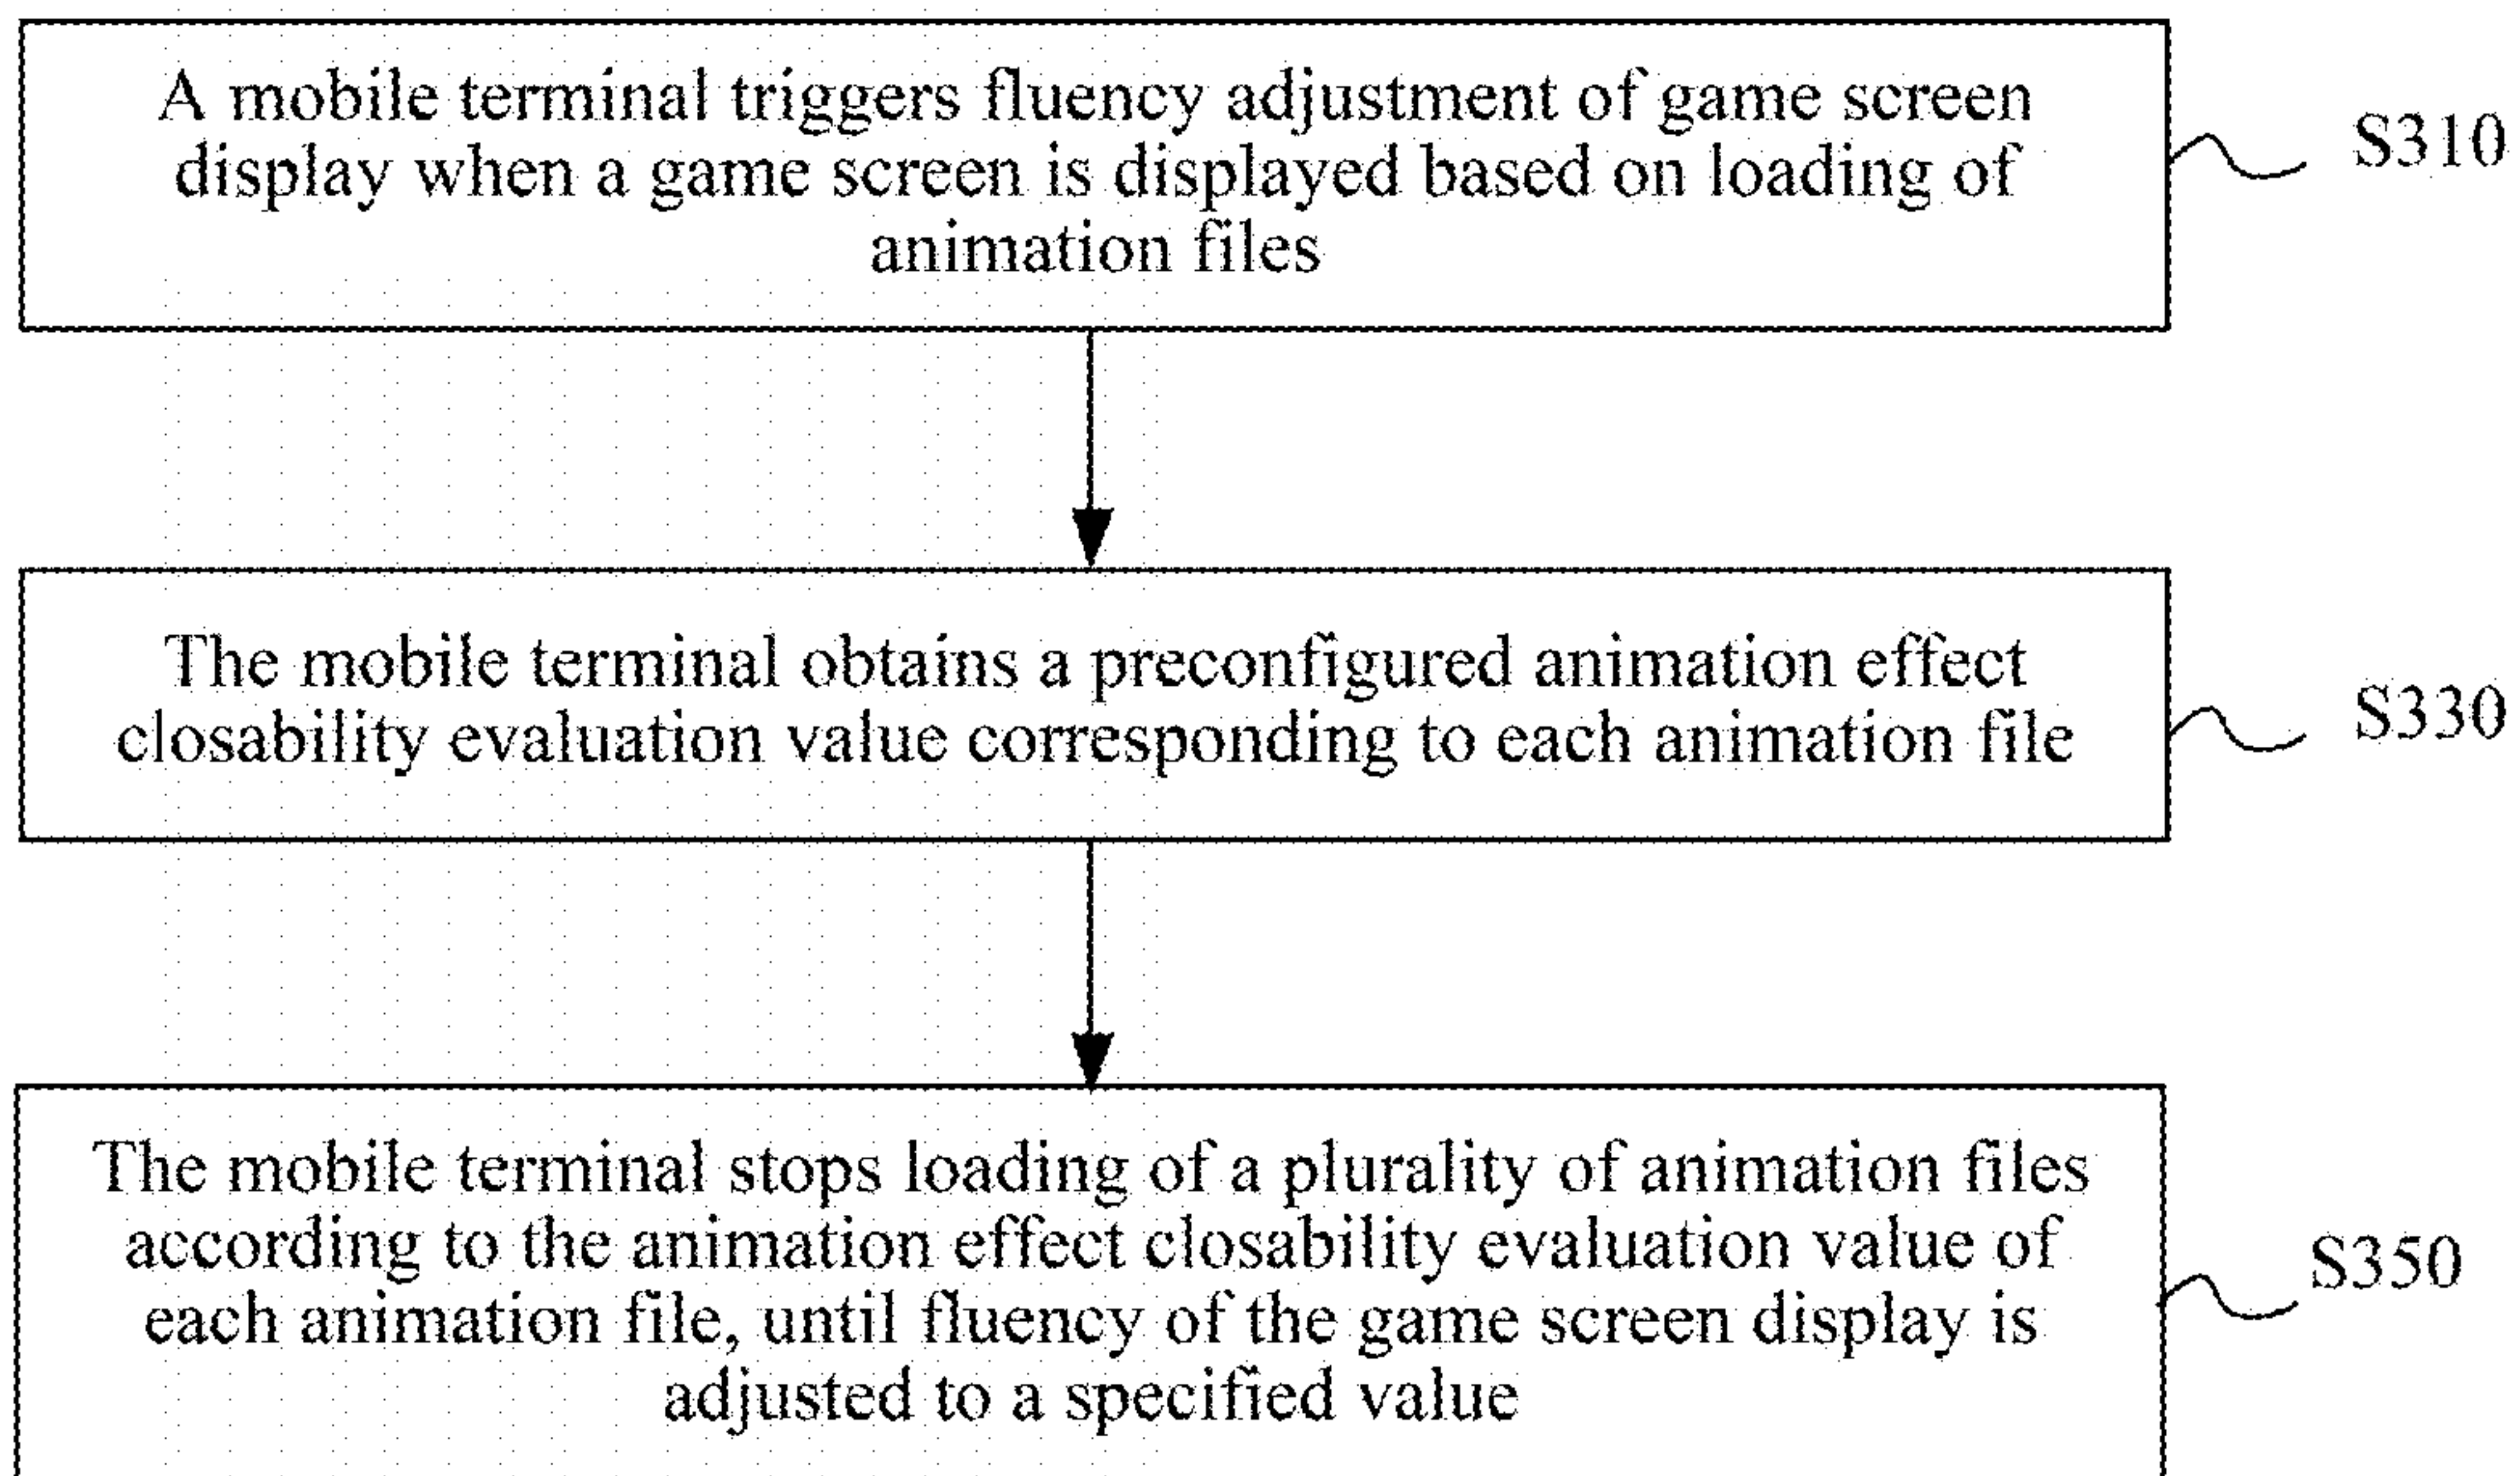 A mobile terminal triggers fluency adjustment of game screen
display when a game screen is displayed based on loading of
animation files
S310
The mobile terminal obtains a preconfigured animation effect
closability evaluation value corresponding to each animation file
S330
The mobile terminal stops loading of a plurality of animation files
according to the animation effect closability evaluation value of
each animation file, until fluency of the game screen display is
adjusted to a specified value
S350